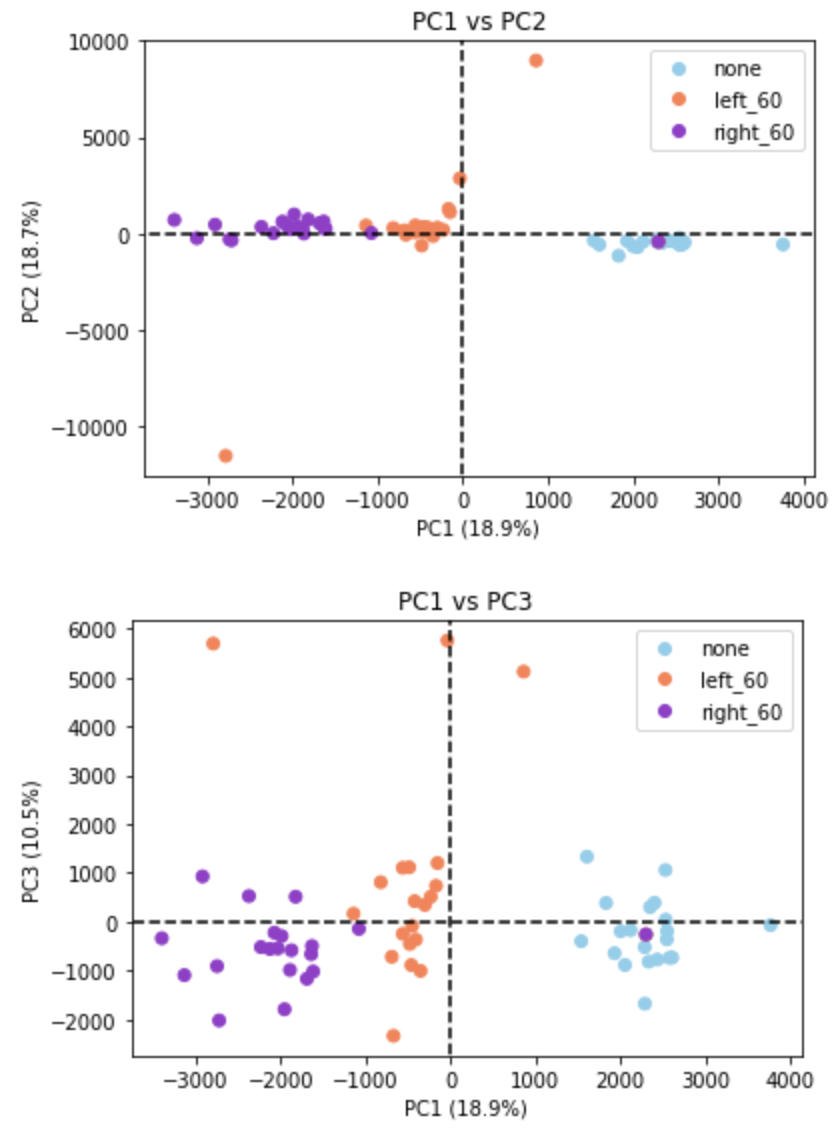 PC1 vs PC2
10000
5000
0
−5000
−10000
PC2 (18.7%)
none
left_60
right_60
−3000 −2000 −1000 0 1000 2000 3000 4000
PC1 (18.9%)
PC1 vs PC3
6000
5000
4000
3000
2000
1000
0
−1000
−2000
PC3 (10.5%)
none
left_60
right_60
−3000 −2000 −1000 0 1000 2000 3000 4000
PC1 (18.9%)